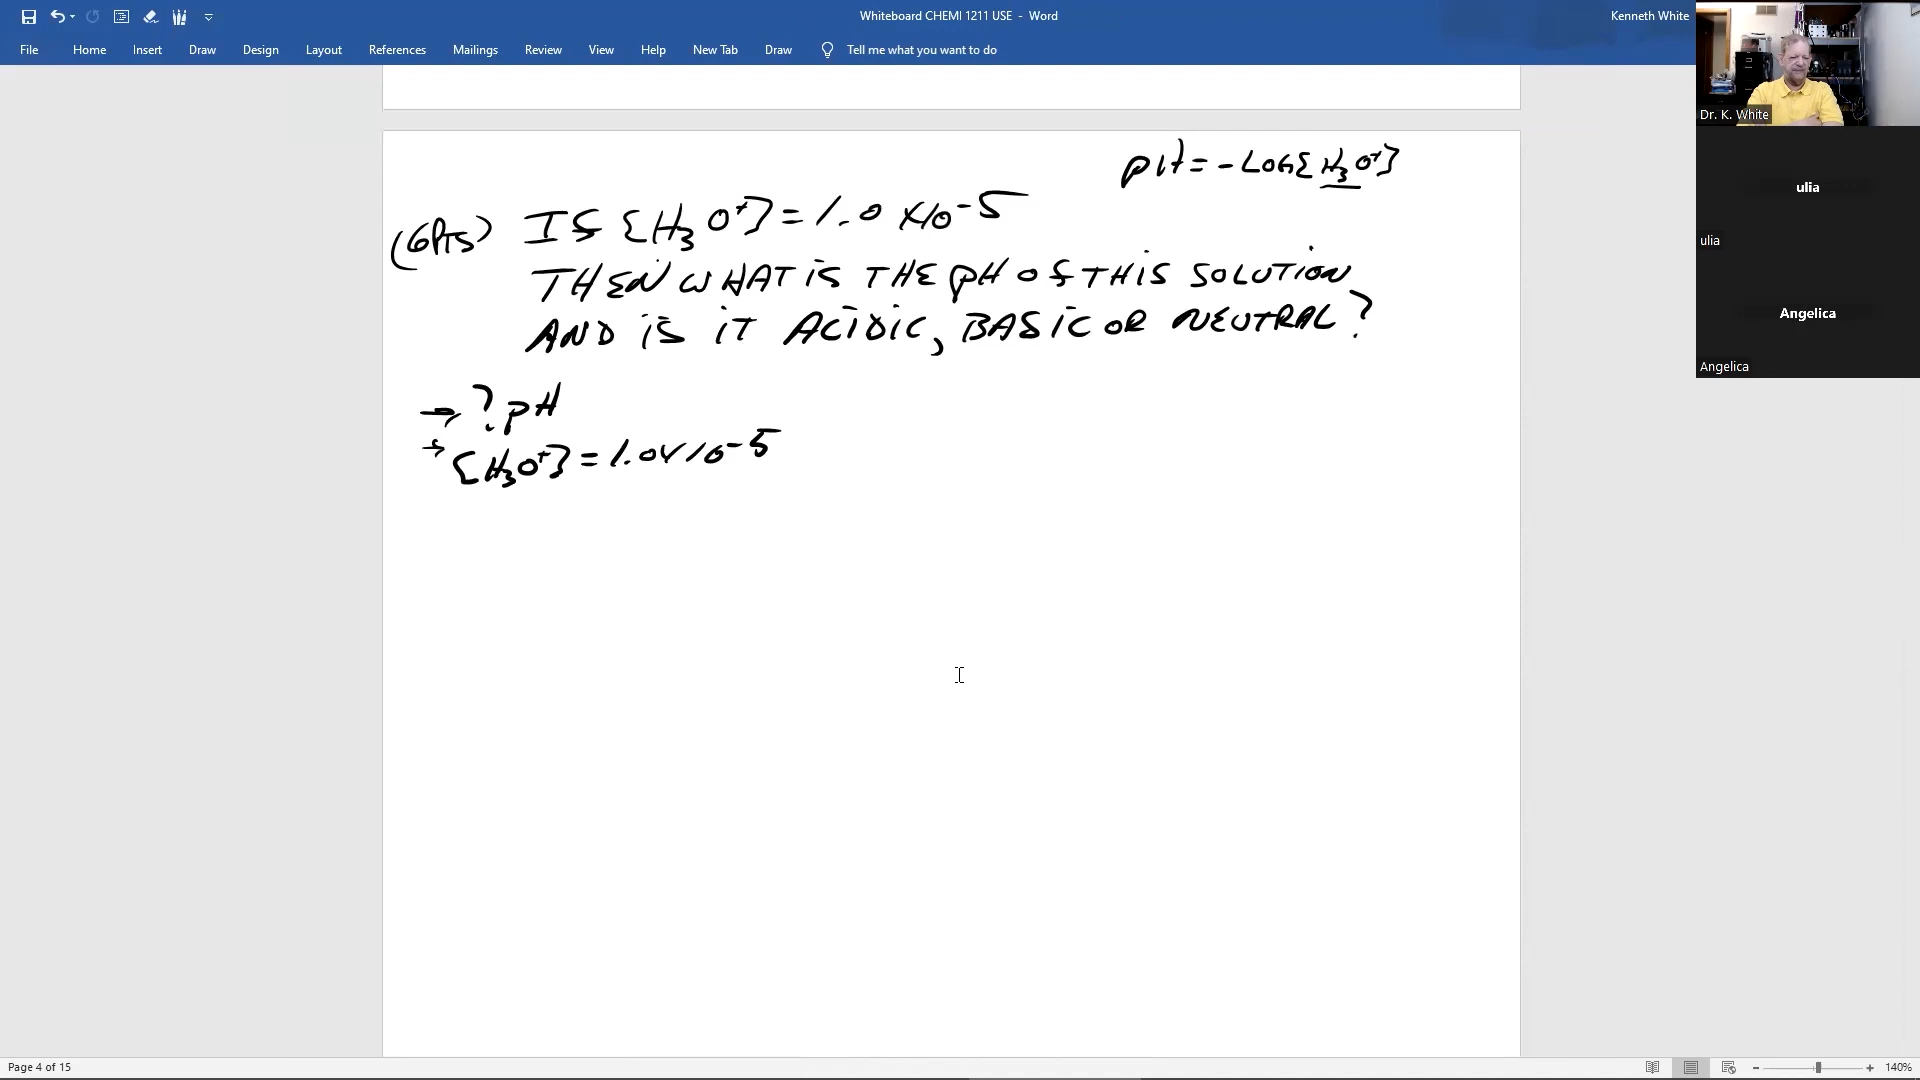 Whiteboard CHEMI 1211 USE - Word
Kenneth White
File Home Insert Draw Design Layout References Mailings Review View Help New Tab Draw Tell me what you want to do
Dr. K. White
ulia
ulia
Angelica
Angelica
pH = - LOG[H₃O⁺]
(6PTS) IF [H₃O⁺] = 1.0 x10⁻⁵
THEN WHAT IS THE pH OF THIS SOLUTION
AND IS IT ACIDIC, BASIC OR NEUTRAL?
→ ? pH
→ [H₃O⁺] = 1.0x10⁻⁵
Page 4 of 15
140%